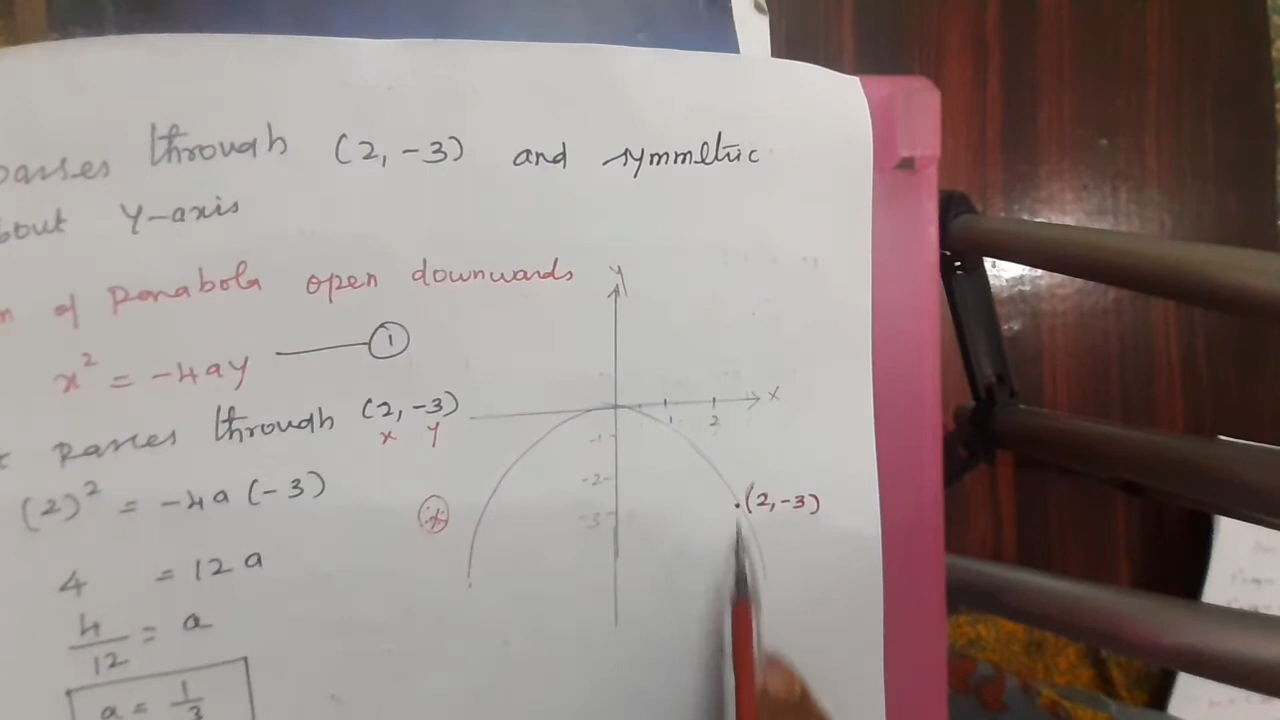 passes through (2, -3) and symmetric
about Y-axis
of Parabola open downwards
x² = -4ay —— ①
passes through (2, -3)
x y
(2)² = -4a (-3)
4 = 12a
4/12 = a
a = 1/3
Y
X
1 2
-1
-2
-3
(2, -3)